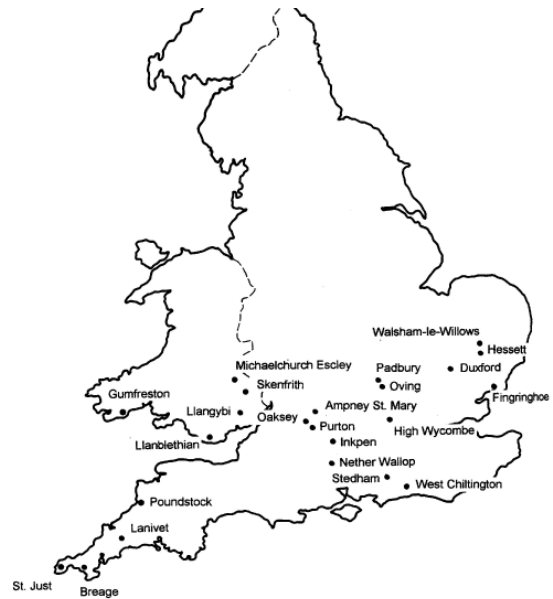 Walsham-le-Willows
Hessett
Michaelchurch Escley
Padbury
Duxford
Skenfrith
Oving
Gumfreston
Fingringhoe
Llangybi
Ampney St. Mary
Oaksey
Purton
High Wycombe
Llanblethian
Inkpen
Nether Wallop
Stedham
West Chiltington
Poundstock
Lanivet
St. Just
Breage